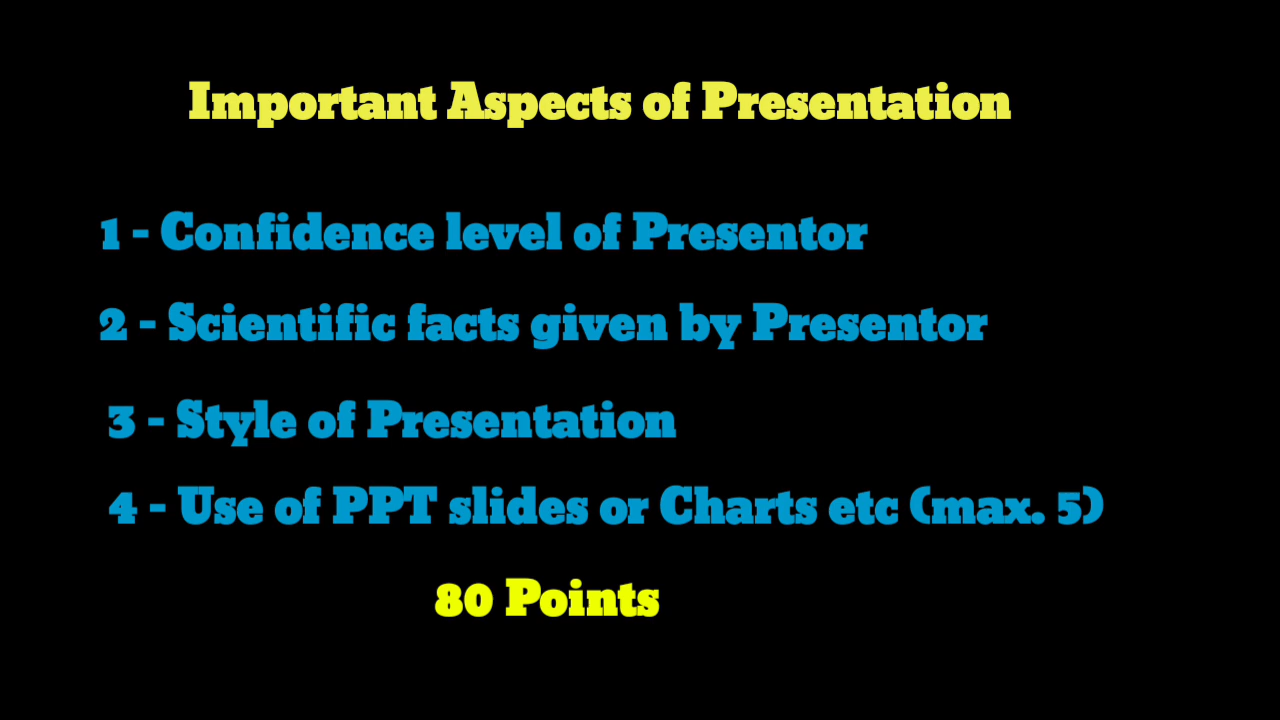 Important Aspects of Presentation
1 - Confidence level of Presentor
2 - Scientific facts given by Presentor
3 - Style of Presentation
4 - Use of PPT slides or Charts etc (max. 5)
80 Points